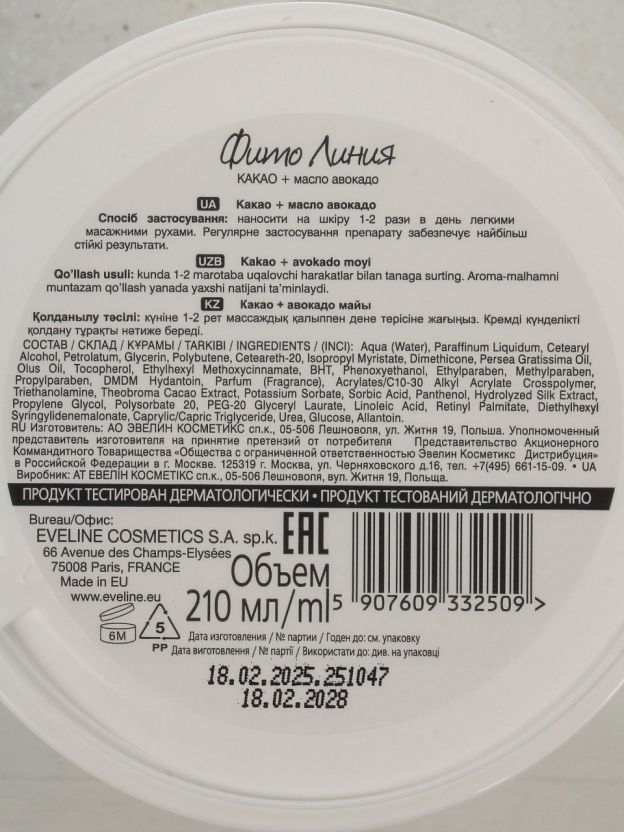 Фито Линия
КАКАО + масло авокадо
UA Какао + масло авокадо
Спосіб застосування: наносити на шкіру 1-2 рази в день легкими
масажними рухами. Регулярне застосування препарату забезпечує найбільш
стійкі результати.
UZB Kakao + avokado moyi
Qo'llash usuli: kunda 1-2 marotaba uqalovchi harakatlar bilan tanaga surting. Aroma-malhamni
muntazam qo'llash yanada yaxshi natijani ta'minlaydi.
KZ Какао + авокадо майы
Қолданылу тәсілі: күніне 1-2 рет массаждық қалыппен дене терісіне жағыңыз. Кремді күнделікті
қолдану тұрақты нәтиже береді.
СОСТАВ / СКЛАД / ҚҰРАМЫ / TARKIBI / INGREDIENTS / (INCI): Aqua (Water), Paraffinum Liquidum, Cetearyl
Alcohol, Petrolatum, Glycerin, Polybutene, Ceteareth-20, Isopropyl Myristate, Dimethicone, Persea Gratissima Oil,
Olus Oil, Tocopherol, Ethylhexyl Methoxycinnamate, BHT, Phenoxyethanol, Ethylparaben, Methylparaben,
Propylparaben, DMDM Hydantoin, Parfum (Fragrance), Acrylates/C10-30 Alkyl Acrylate Crosspolymer,
Triethanolamine, Theobroma Cacao Extract, Potassium Sorbate, Sorbic Acid, Panthenol, Hydrolyzed Silk Extract,
Propylene Glycol, Polysorbate 20, PEG-20 Glyceryl Laurate, Linoleic Acid, Retinyl Palmitate, Diethylhexyl
Syringylidenemalonate, Caprylic/Capric Triglyceride, Urea, Glucose, Allantoin.
RU Изготовитель: АО ЭВЕЛИН КОСМЕТИКС сп.к., 05-506 Лешноволя, ул. Житня 19, Польша. Уполномоченный
представитель изготовителя на принятие претензий от потребителя Представительство Акционерного
Коммандитного Товарищества «Общества с ограниченной ответственностью Эвелин Косметикс Дистрибуция»
в Российской Федерации в г. Москве. 125319 г. Москва, ул. Черняховского д.16, тел. +7(495) 661-15-09. • UA
Виробник: АТ ЕВЕЛІН КОСМЕТІКС сп.к., 05-506 Лешноволя, вул. Житня 19, Польща.
ПРОДУКТ ТЕСТИРОВАН ДЕРМАТОЛОГИЧЕСКИ • ПРОДУКТ ТЕСТОВАНИЙ ДЕРМАТОЛОГІЧНО
Bureau/Офис:
EVELINE COSMETICS S.A. sp.k.
66 Avenue des Champs-Elysées
75008 Paris, FRANCE
Made in EU
www.eveline.eu
EAC
Объем
210 мл/ml
5 907609 332509 >
6M
5
PP
Дата изготовления / № партии / Годен до: см. упаковку
Дата виготовлення / № партії / Використати до: див. на упаковці
18.02.2025.251047
18.02.2028